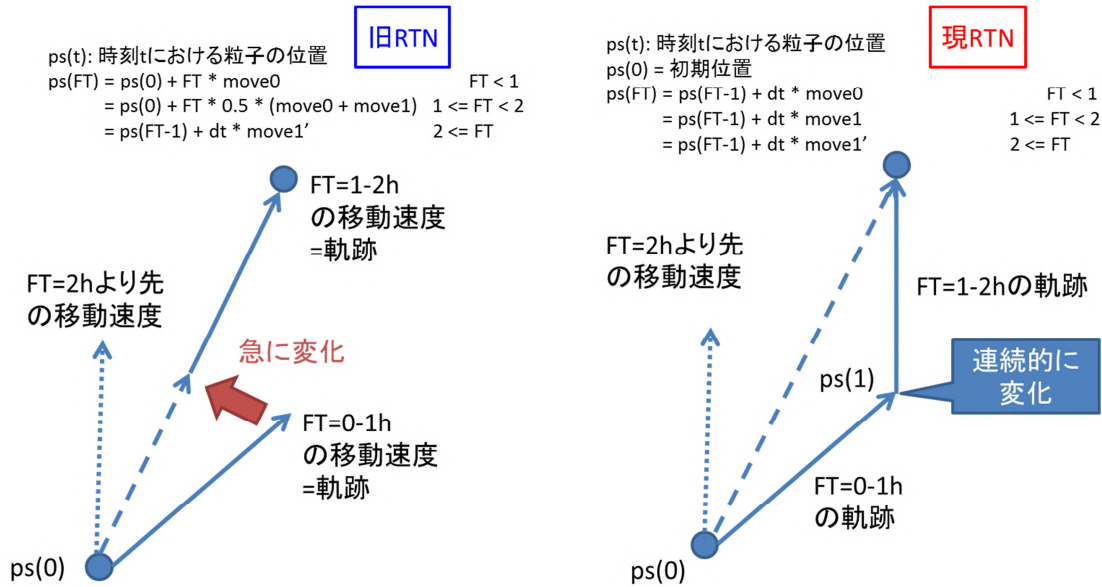 旧RTN
ps(t): 時刻tにおける粒子の位置
ps(FT) = ps(0) + FT * move0 FT < 1
= ps(0) + FT * 0.5 * (move0 + move1) 1 <= FT < 2
= ps(FT-1) + dt * move1’ 2 <= FT
FT=1-2h
の移動速度
=軌跡
FT=2hより先
の移動速度
急に変化
FT=0-1h
の移動速度
=軌跡
ps(0)
現RTN
ps(t): 時刻tにおける粒子の位置
ps(0) = 初期位置
ps(FT) = ps(FT-1) + dt * move0 FT < 1
= ps(FT-1) + dt * move1 1 <= FT < 2
= ps(FT-1) + dt * move1’ 2 <= FT
FT=2hより先
の移動速度
FT=1-2hの軌跡
ps(1)
連続的に
変化
FT=0-1h
の軌跡
ps(0)